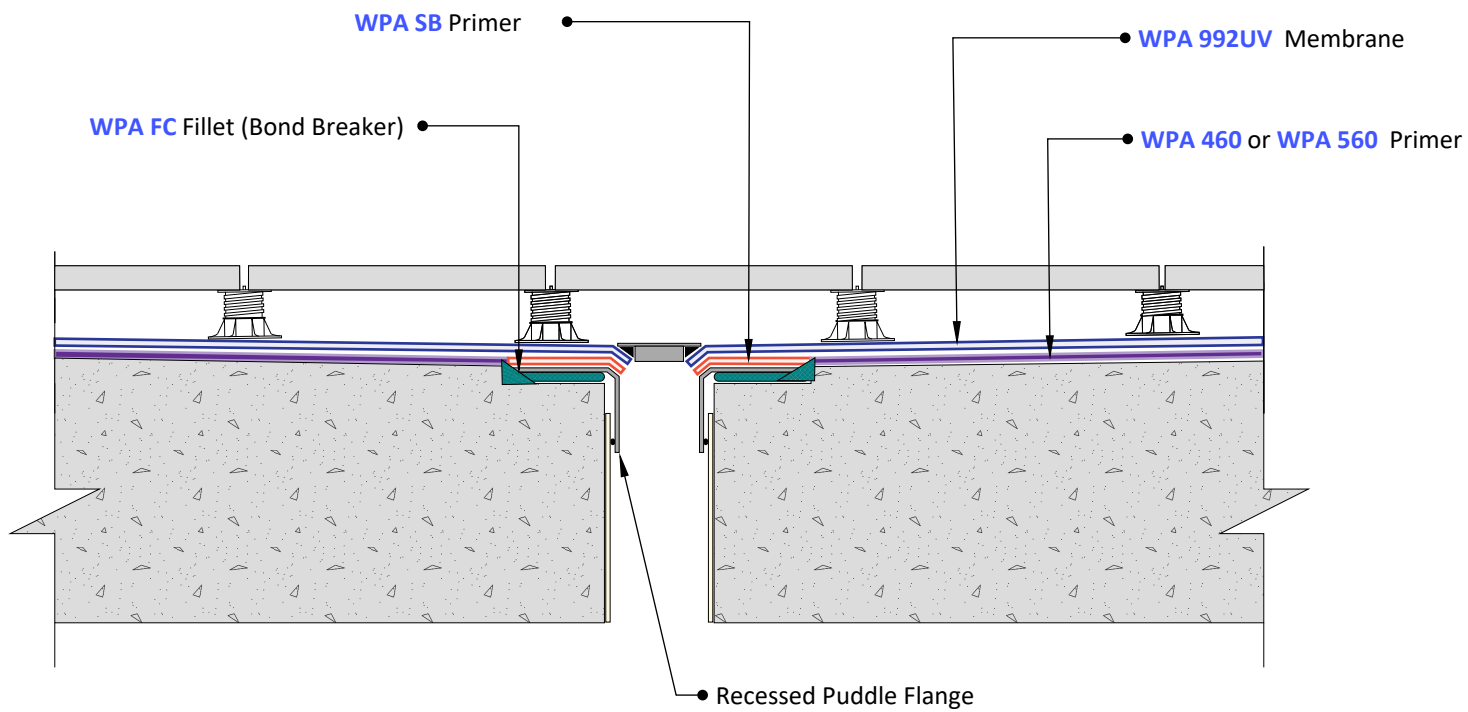 WPA SB Primer
WPA 992UV Membrane
WPA FC Fillet (Bond Breaker)
WPA 460 or WPA 560 Primer
Recessed Puddle Flange